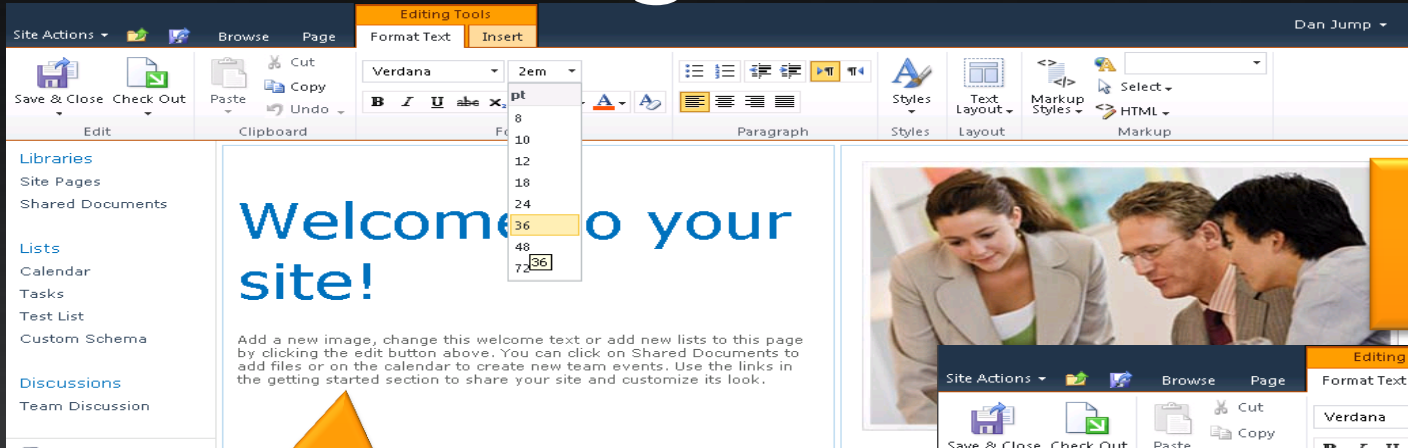 Editing Tools
Site Actions Browse Page Format Text Insert Dan Jump
Save & Close Check Out Paste Cut Copy Undo
Verdana 2em
B I U abc x₂ A A
Styles Text Layout Markup Styles Select HTML
Edit Clipboard Fo Paragraph Styles Layout Markup
pt
8
10
12
18
24
36
48
72 36
Libraries
Site Pages
Shared Documents
Lists
Calendar
Tasks
Test List
Custom Schema
Discussions
Team Discussion
Welcome o your
site!
Add a new image, change this welcome text or add new lists to this page
by clicking the edit button above. You can click on Shared Documents to
add files or on the calendar to create new team events. Use the links in
the getting started section to share your site and customize its look.
Editing
Site Actions Browse Page Format Text
Cut
Verdana
Copy
Save & Close Check Out Paste
B I U